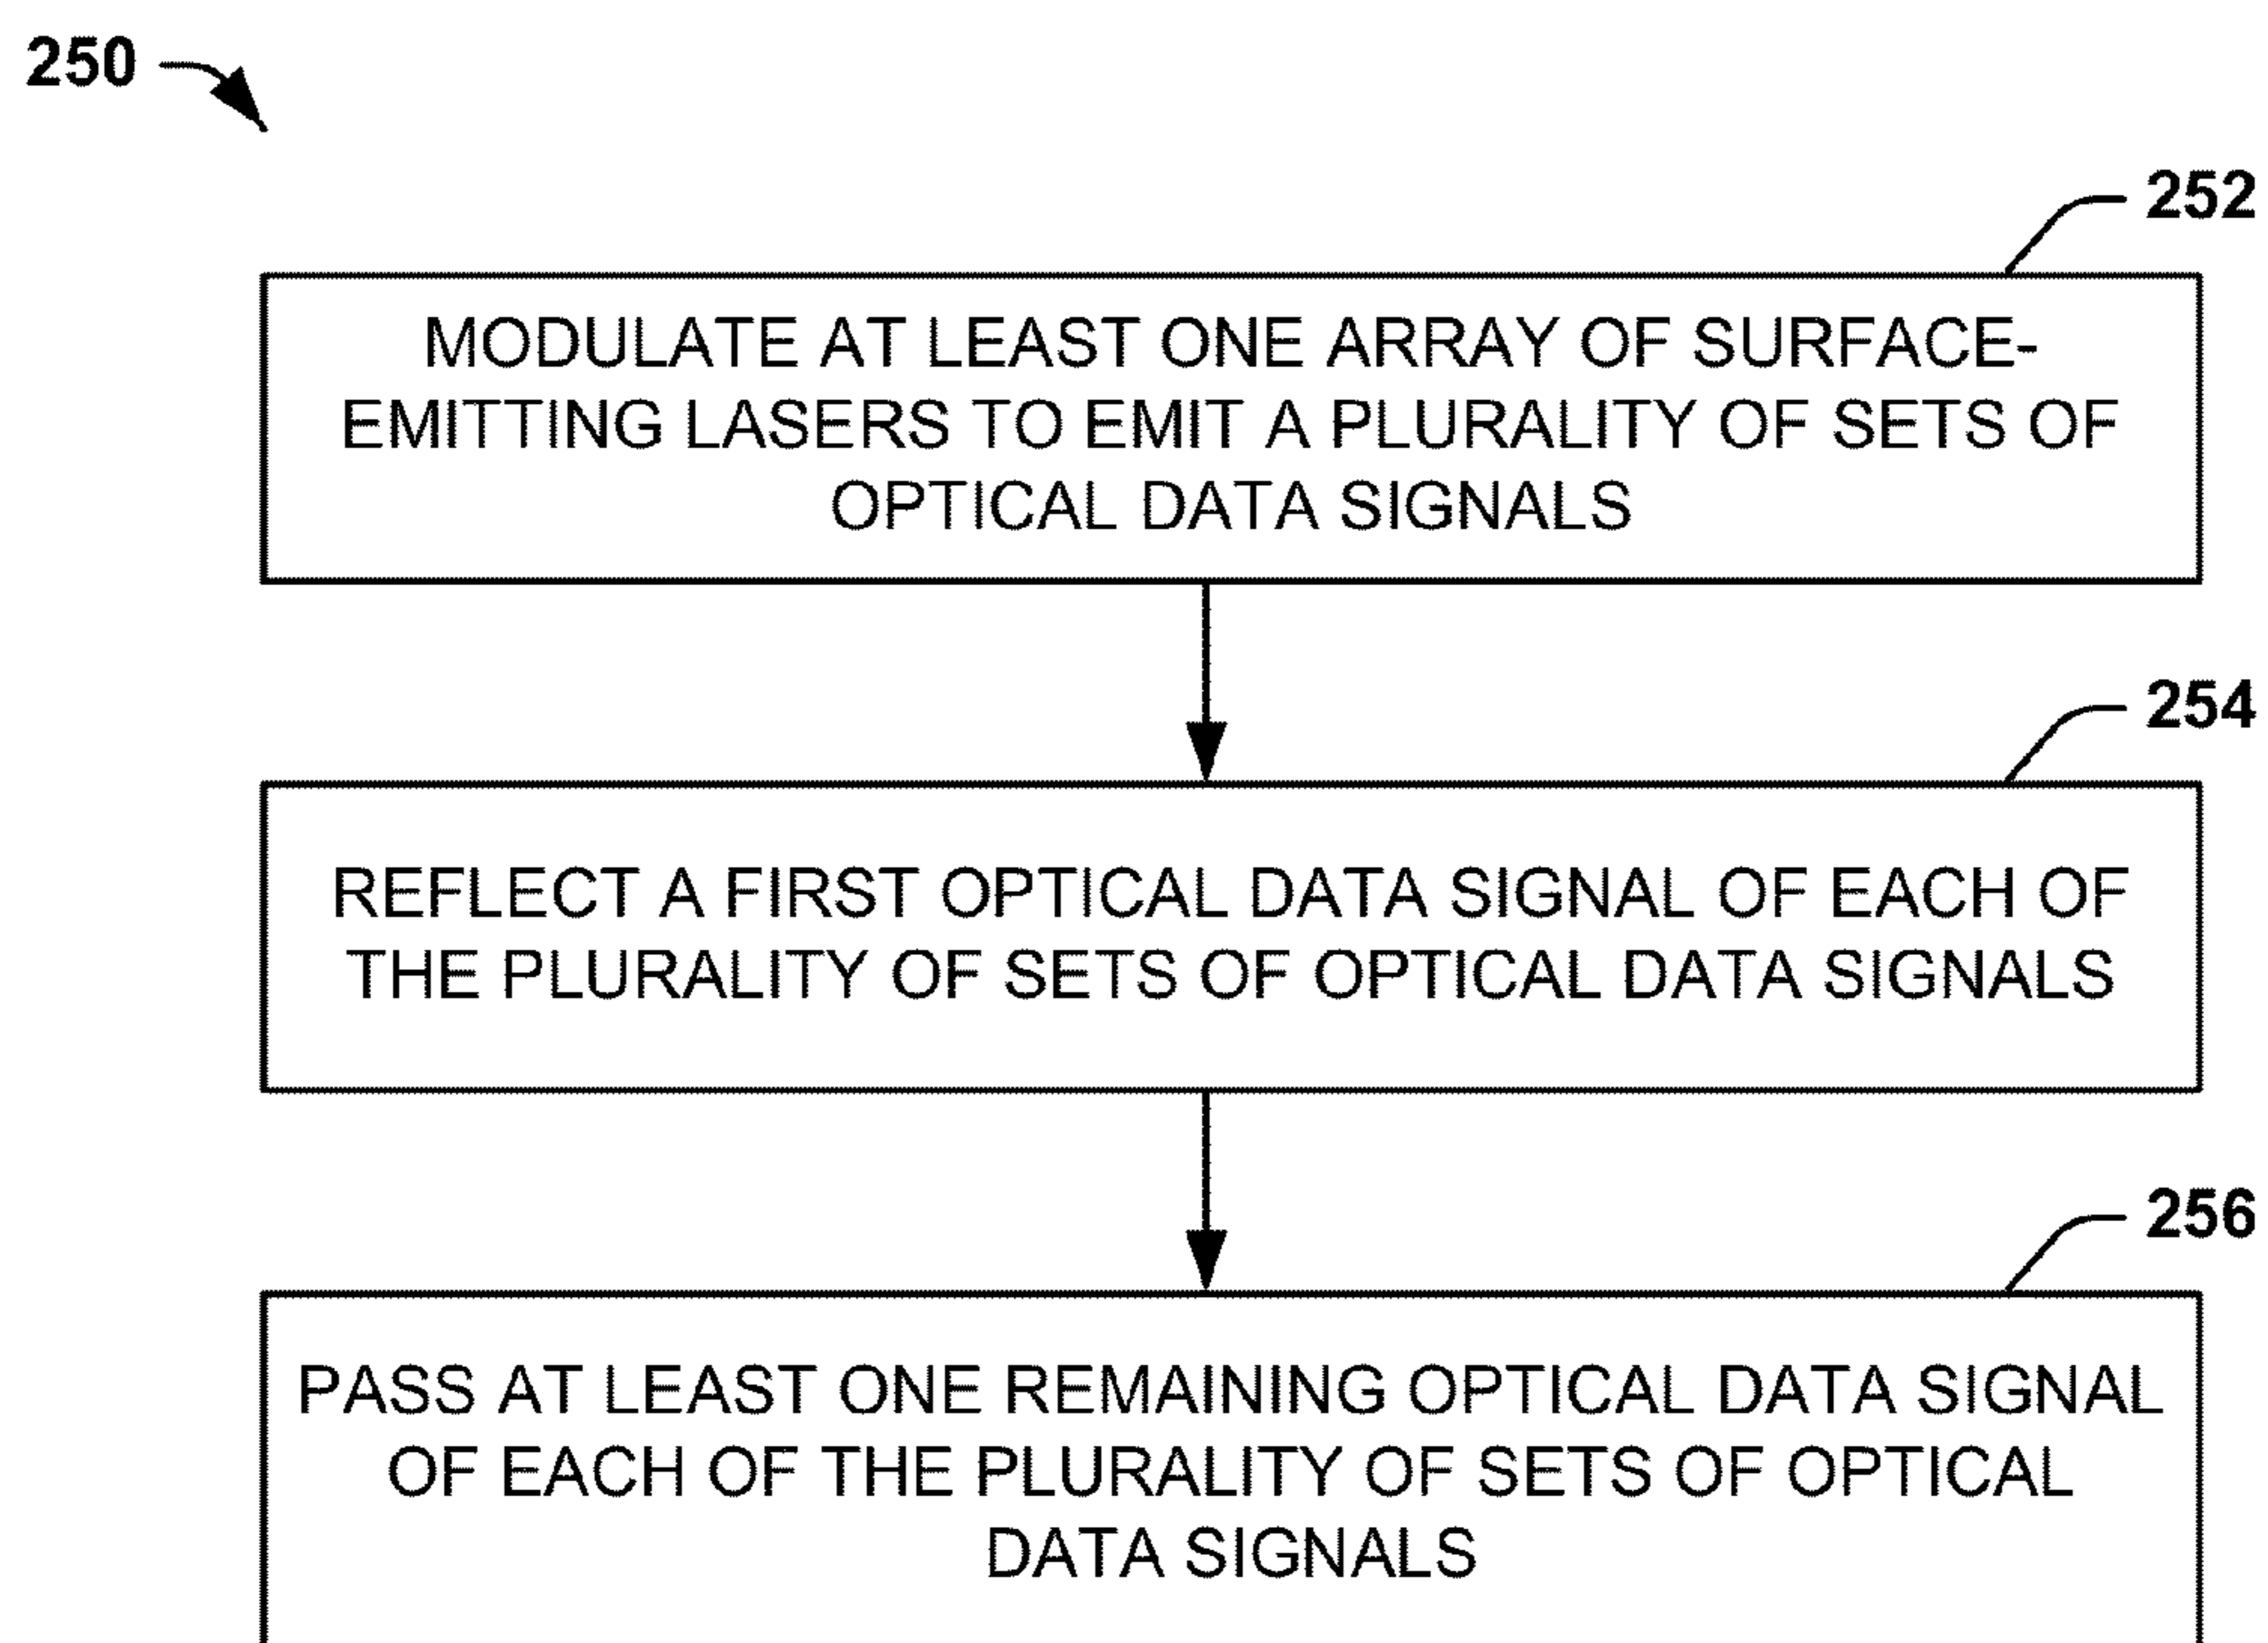 250
252
MODULATE AT LEAST ONE ARRAY OF SURFACE-
EMITTING LASERS TO EMIT A PLURALITY OF SETS OF
OPTICAL DATA SIGNALS
254
REFLECT A FIRST OPTICAL DATA SIGNAL OF EACH OF
THE PLURALITY OF SETS OF OPTICAL DATA SIGNALS
256
PASS AT LEAST ONE REMAINING OPTICAL DATA SIGNAL
OF EACH OF THE PLURALITY OF SETS OF OPTICAL
DATA SIGNALS